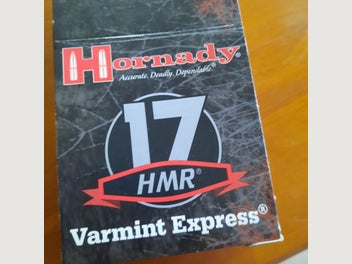 Hornady®
Accurate. Deadly. Dependable.®
17
HMR®
Varmint Express®